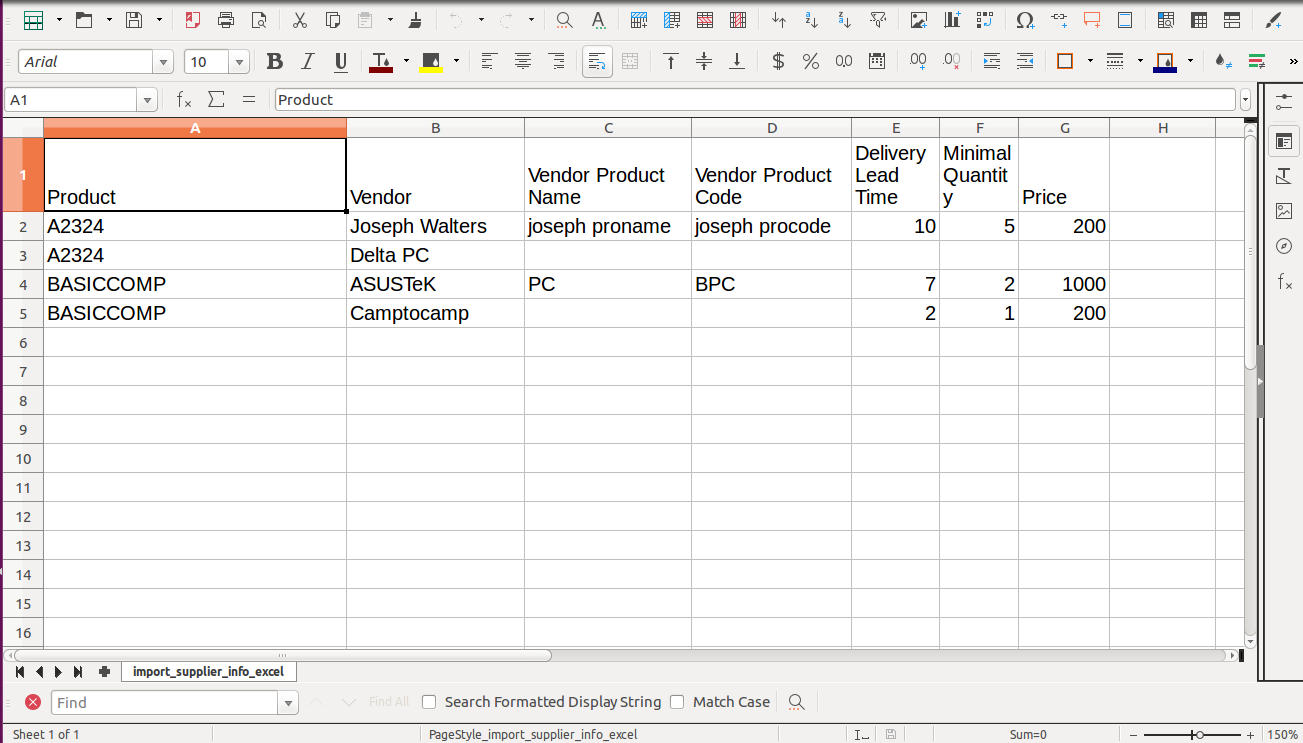 Arial 10
A1 Product
A B C D E F G H
1 Product Vendor Vendor Product Name Vendor Product Code Delivery Lead Time Minimal Quantity Price
2 A2324 Joseph Walters joseph proname joseph procode 10 5 200
3 A2324 Delta PC
4 BASICCOMP ASUSTeK PC BPC 7 2 1000
5 BASICCOMP Camptocamp 2 1 200
6
7
8
9
10
11
12
13
14
15
16
import_supplier_info_excel
Find Find All Search Formatted Display String Match Case
Sheet 1 of 1 PageStyle_import_supplier_info_excel Sum=0 150%